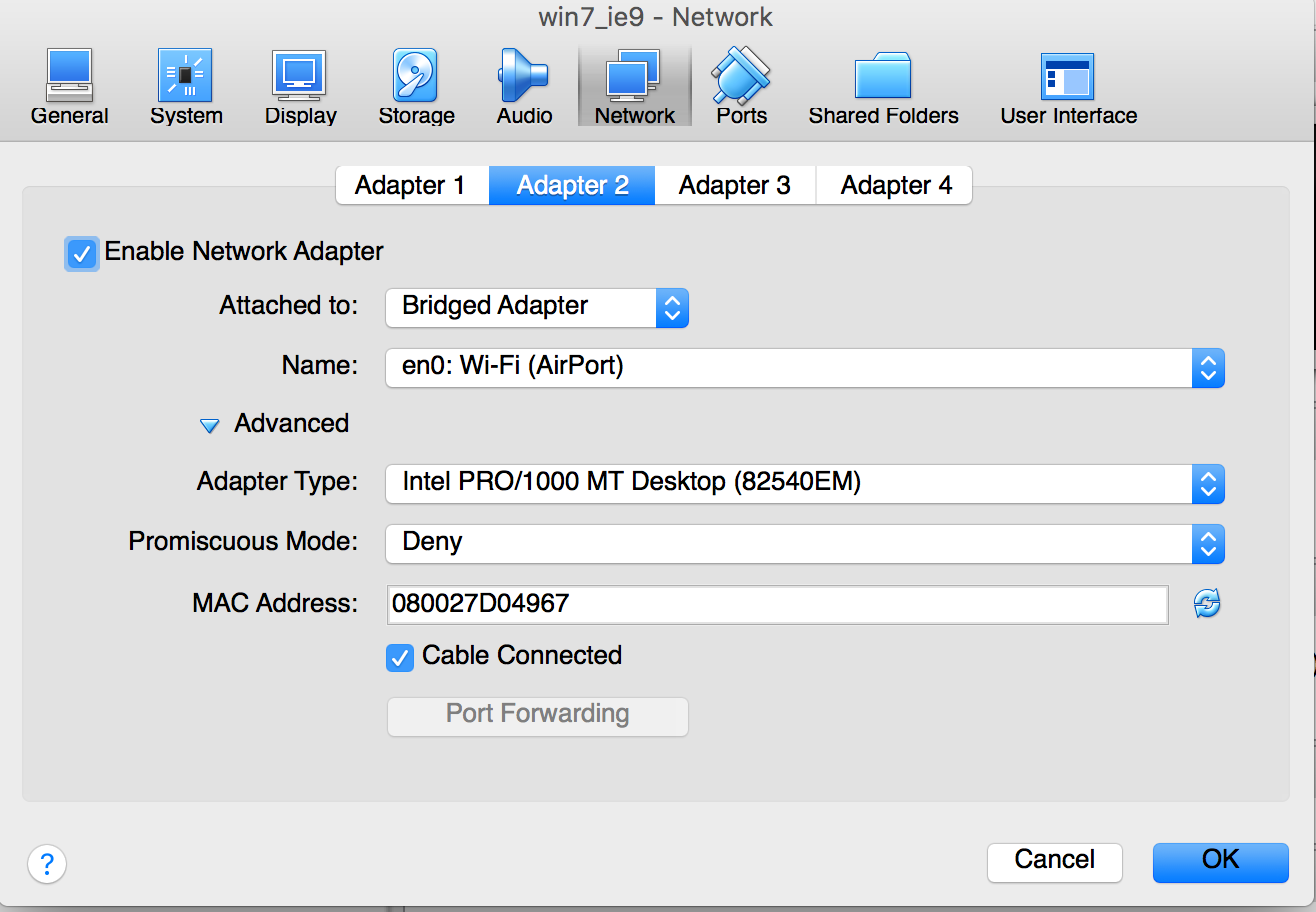 win7_ie9 - Network
General System Display Storage Audio Network Ports Shared Folders User Interface
Adapter 1 Adapter 2 Adapter 3 Adapter 4
Enable Network Adapter
Attached to: Bridged Adapter
Name: en0: Wi-Fi (AirPort)
Advanced
Adapter Type: Intel PRO/1000 MT Desktop (82540EM)
Promiscuous Mode: Deny
MAC Address: 080027D04967
Cable Connected
Port Forwarding
? Cancel OK